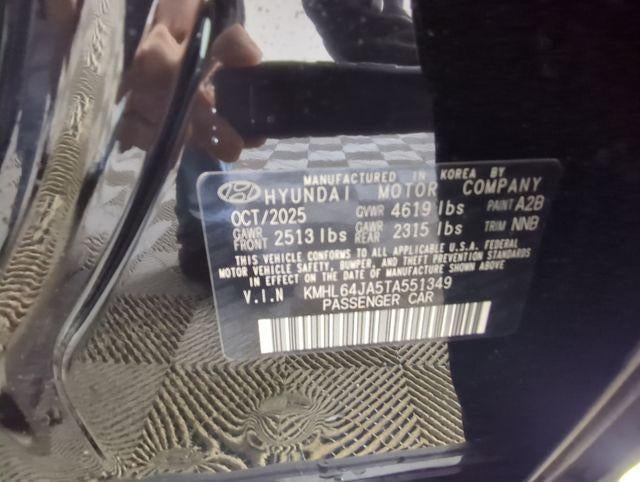 MANUFACTURED IN KOREA BY
HYUNDAI MOTOR COMPANY
OCT/2025 GVWR 4619 lbs PAINT A2B
GAWR FRONT 2513 lbs GAWR REAR 2315 lbs TRIM NNB
THIS VEHICLE CONFORMS TO ALL APPLICABLE U.S.A. FEDERAL
MOTOR VEHICLE SAFETY, BUMPER, AND THEFT PREVENTION STANDARDS
IN EFFECT ON THE DATE OF MANUFACTURE SHOWN ABOVE
V.I.N KMHL64JA5TA551349
PASSENGER CAR